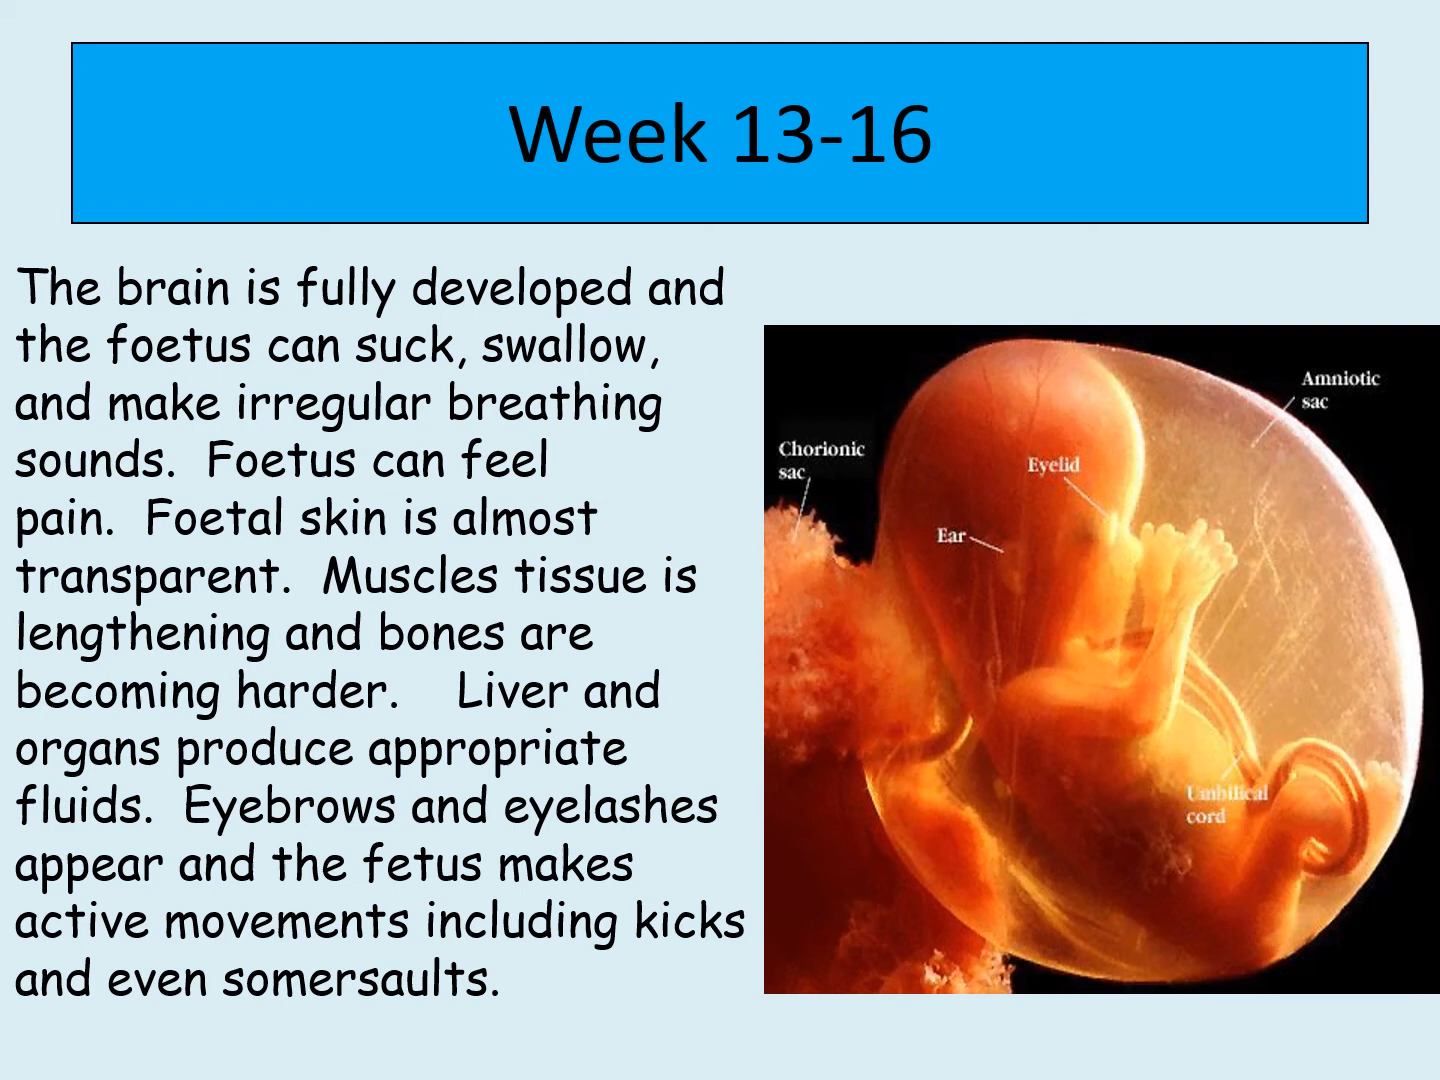 Week 13-16
The brain is fully developed and
the foetus can suck, swallow,
and make irregular breathing
sounds.  Foetus can feel
pain.  Foetal skin is almost
transparent.  Muscles tissue is
lengthening and bones are
becoming harder.    Liver and
organs produce appropriate
fluids.  Eyebrows and eyelashes
appear and the fetus makes
active movements including kicks
and even somersaults.
Amniotic
sac
Chorionic
sac
Eyelid
Ear
Umbilical
cord